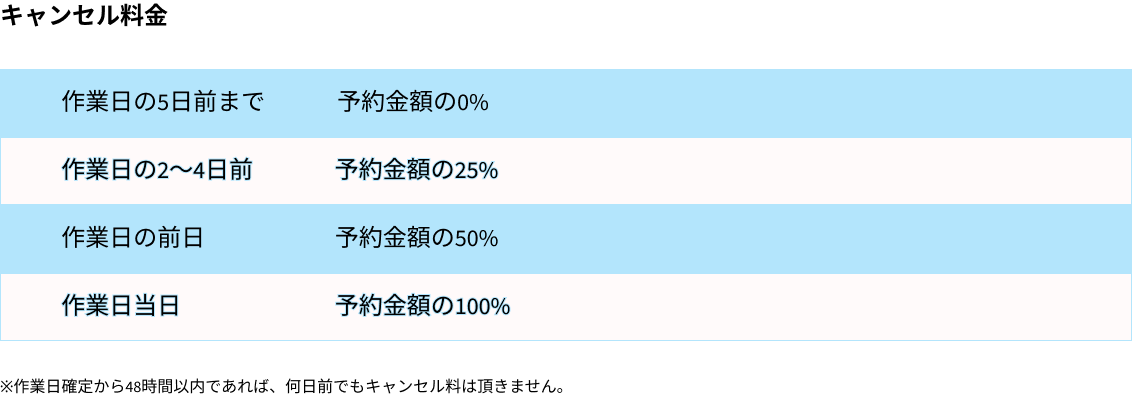 キャンセル料金
作業日の5日前まで 予約金額の0%
作業日の2〜4日前 予約金額の25%
作業日の前日 予約金額の50%
作業日当日 予約金額の100%
※作業日確定から48時間以内であれば、何日前でもキャンセル料は頂きません。